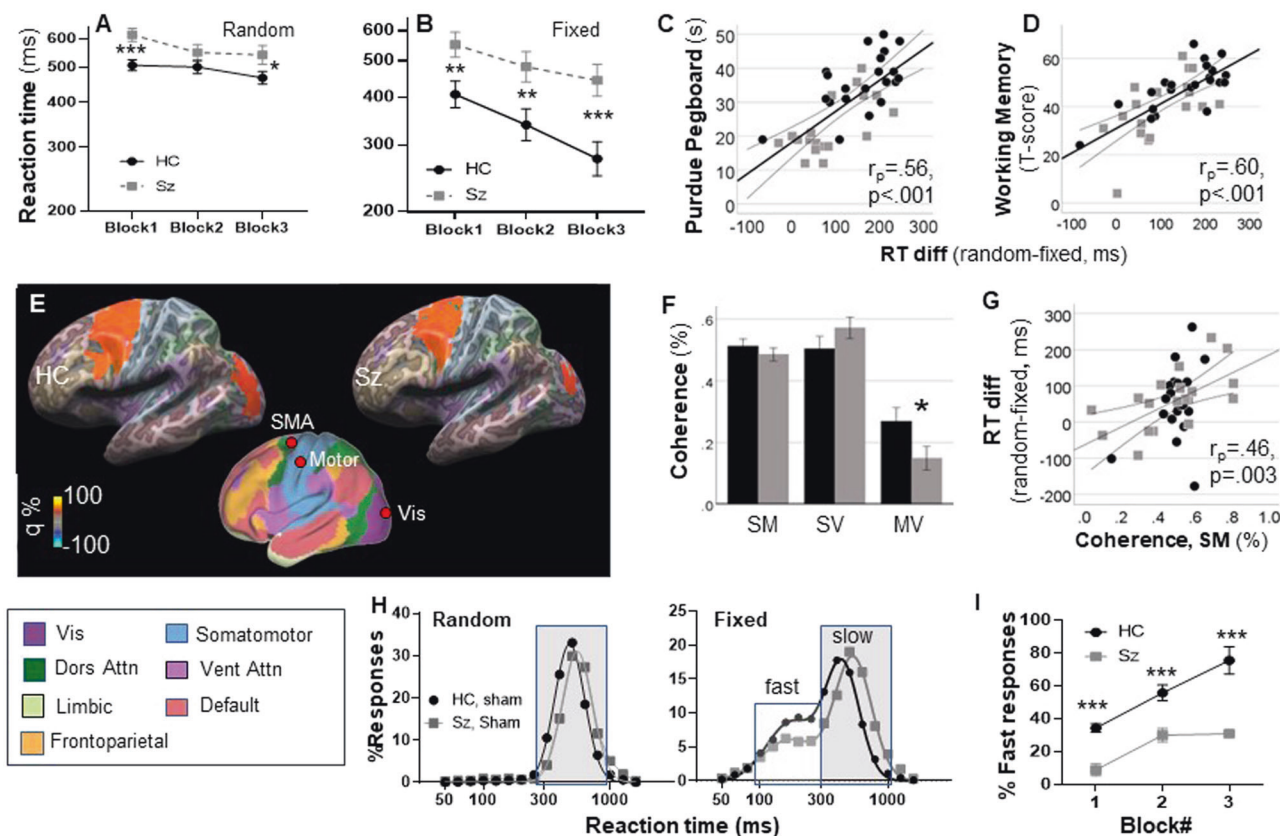 A
Random
Reaction time (ms)
600
500
400
300
200
***
*
HC
Sz
Block1 Block2 Block3
B
Fixed
600
500
400
300
200
**
**
***
HC
Sz
Block1 Block2 Block3
C
Purdue Pegboard (s)
50
40
30
20
10
0
rp=.56,
p<.001
-100 0 100 200 300
D
Working Memory
(T-score)
60
40
20
0
rp=.60,
p<.001
-100 0 100 200 300
RT diff (random-fixed, ms)
E
HC
Sz
SMA
Motor
Vis
q %
100
-100
F
Coherence (%)
.6
.4
.2
.0
*
SM SV MV
G
RT diff
(random-fixed, ms)
300
200
100
0
-100
-200
rp=.46,
p=.003
.0 .2 .4 .6 .8 1.0
Coherence, SM (%)
Vis
Somatomotor
Dors Attn
Vent Attn
Limbic
Default
Frontoparietal
H
Random
%Responses
40
30
20
10
0
HC, sham
Sz, Sham
50 100 300 1000
Fixed
25
20
15
10
5
0
fast
slow
50 100 300 1000
Reaction time (ms)
I
% Fast responses
100
80
60
40
20
0
HC
Sz
***
***
***
1 2 3
Block#